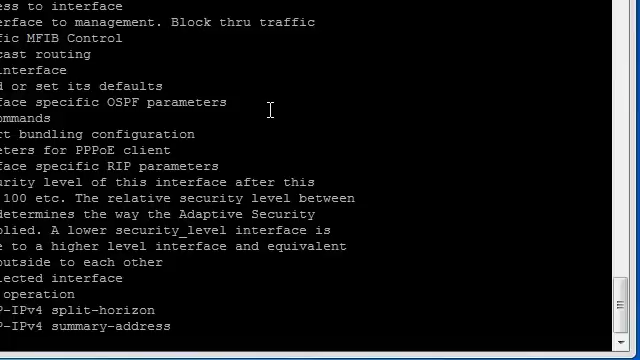 ess to interface
erface to management. Block thru traffic
fic MFIB Control
cast routing
interface
d or set its defaults
face specific OSPF parameters
ommands
rt bundling configuration
eters for PPPoE client
face specific RIP parameters
urity level of this interface after this
 100 etc. The relative security level between
determines the way the Adaptive Security
plied. A lower security_level interface is
e to a higher level interface and equivalent
outside to each other
lected interface
 operation
P-IPv4 split-horizon
P-IPv4 summary-address